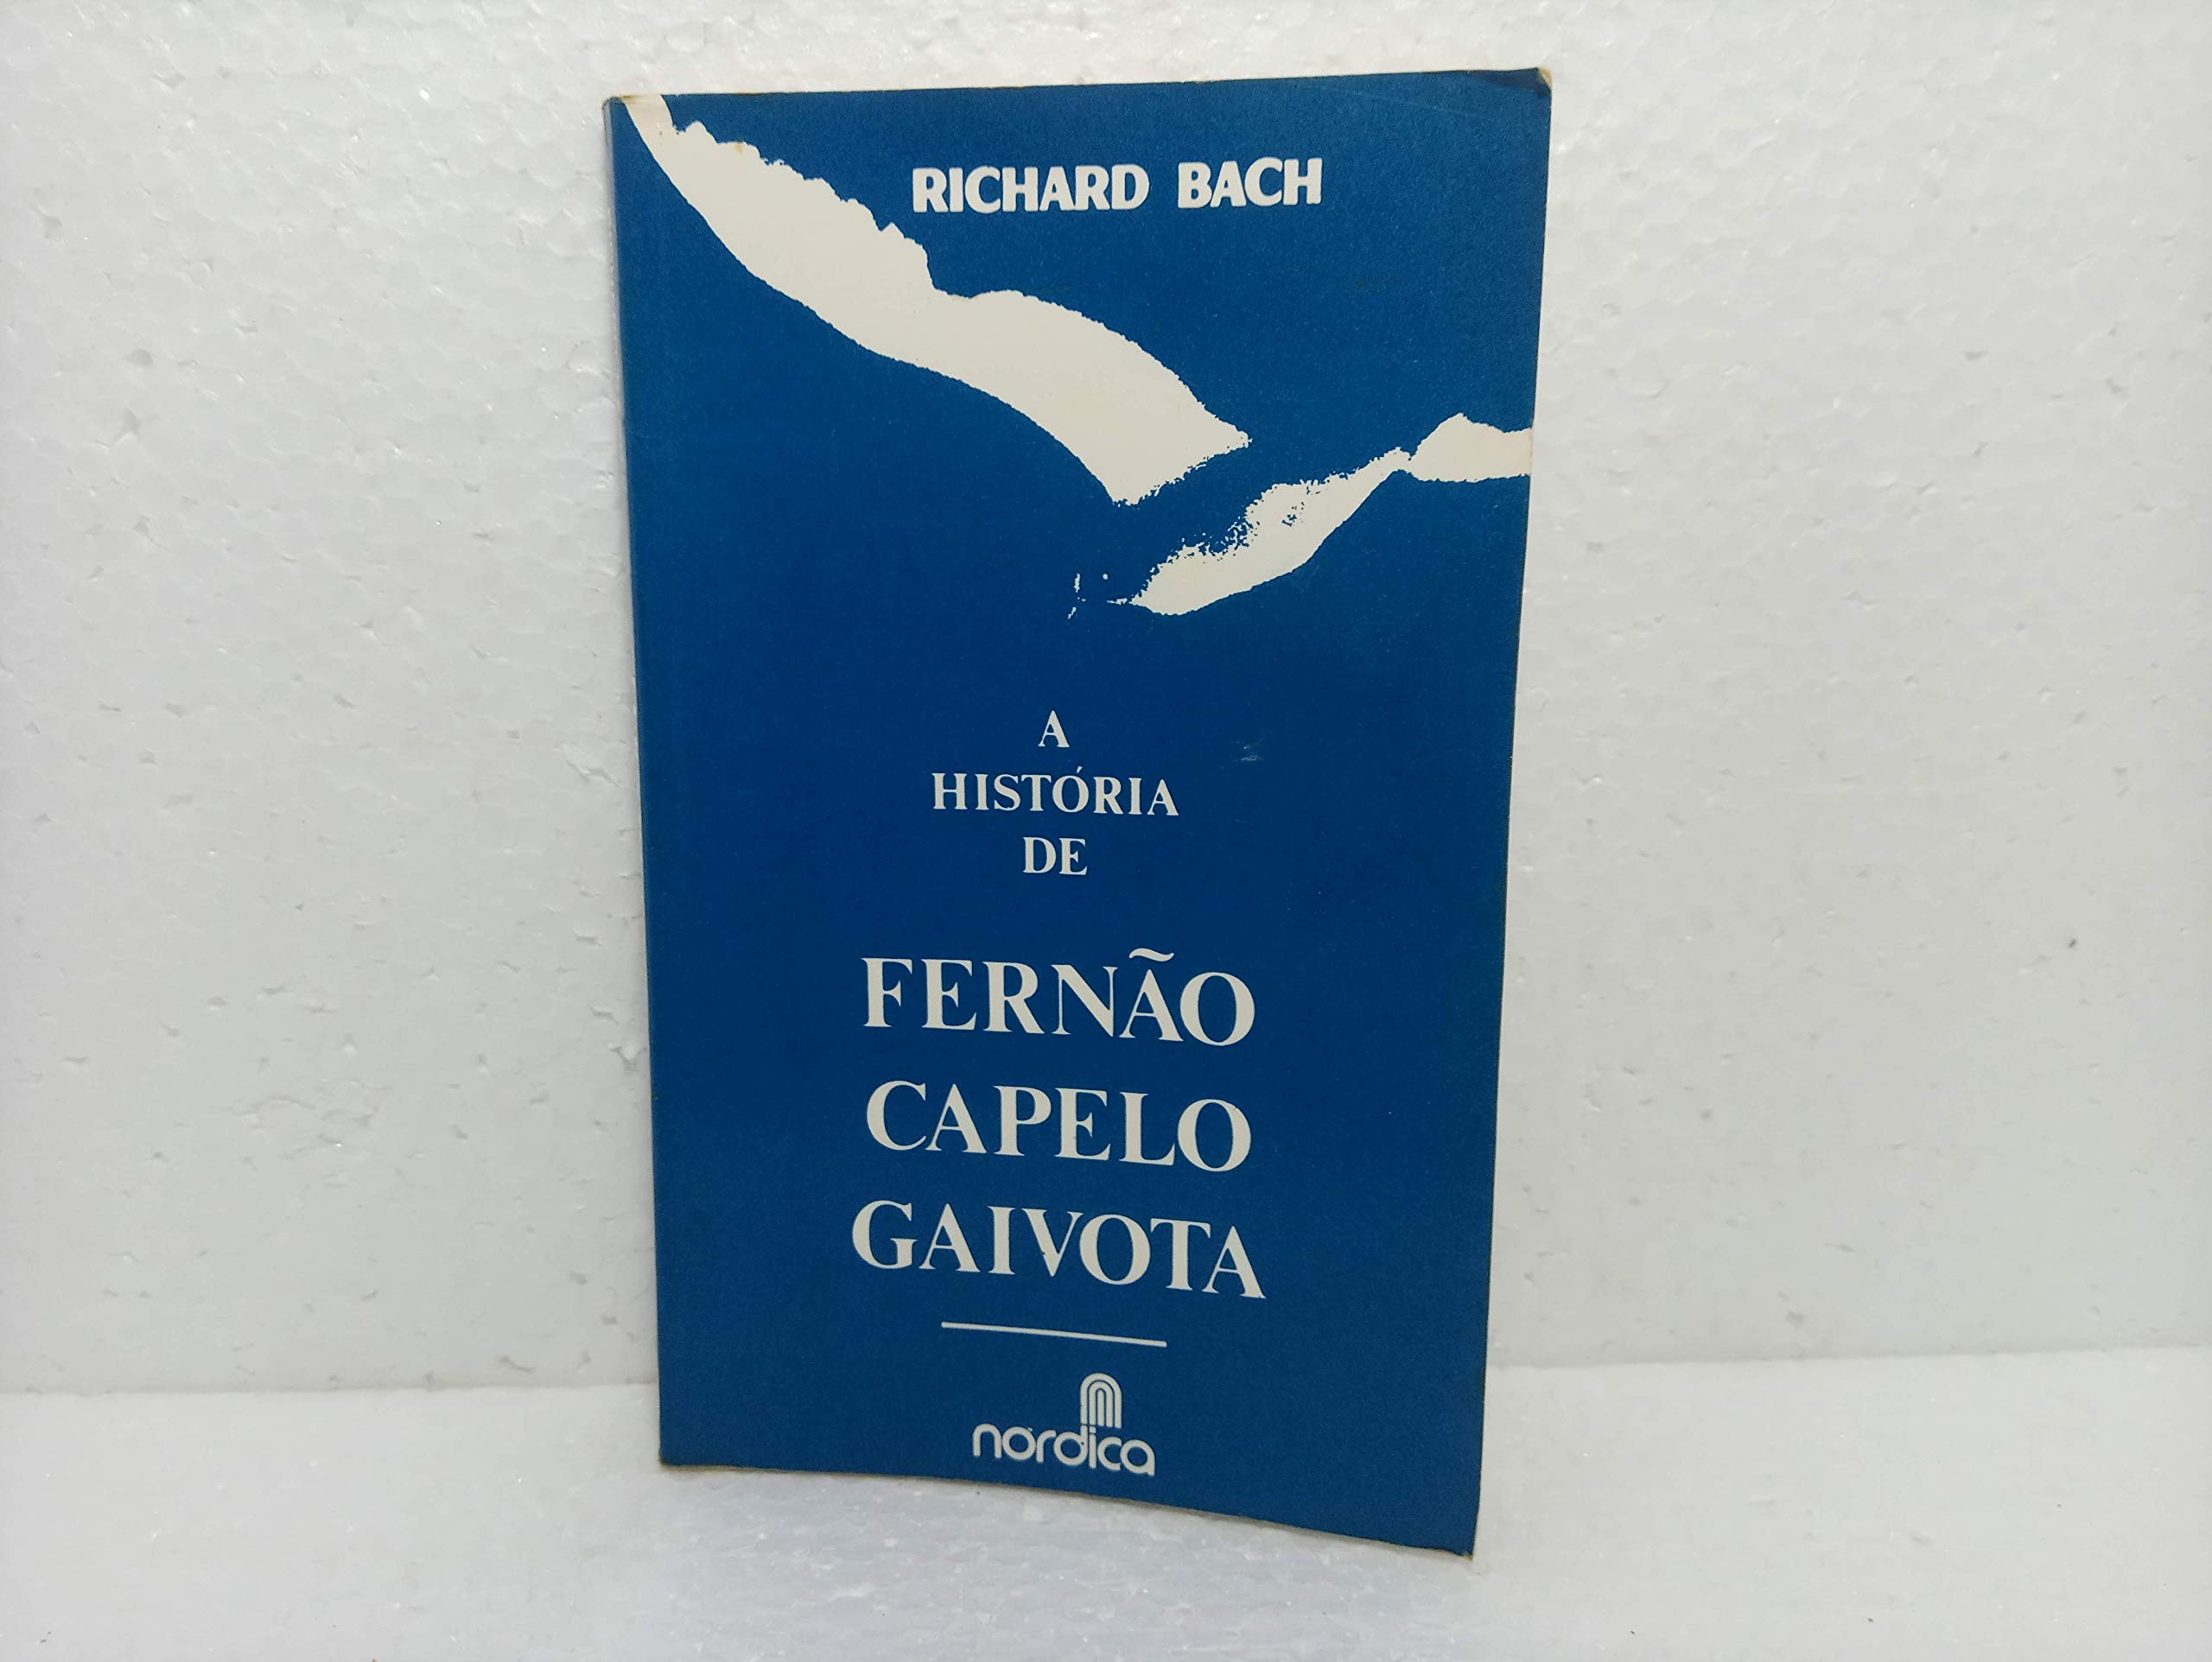 RICHARD BACH
A
HISTÓRIA
DE
FERNÃO
CAPELO
GAIVOTA
nórdica